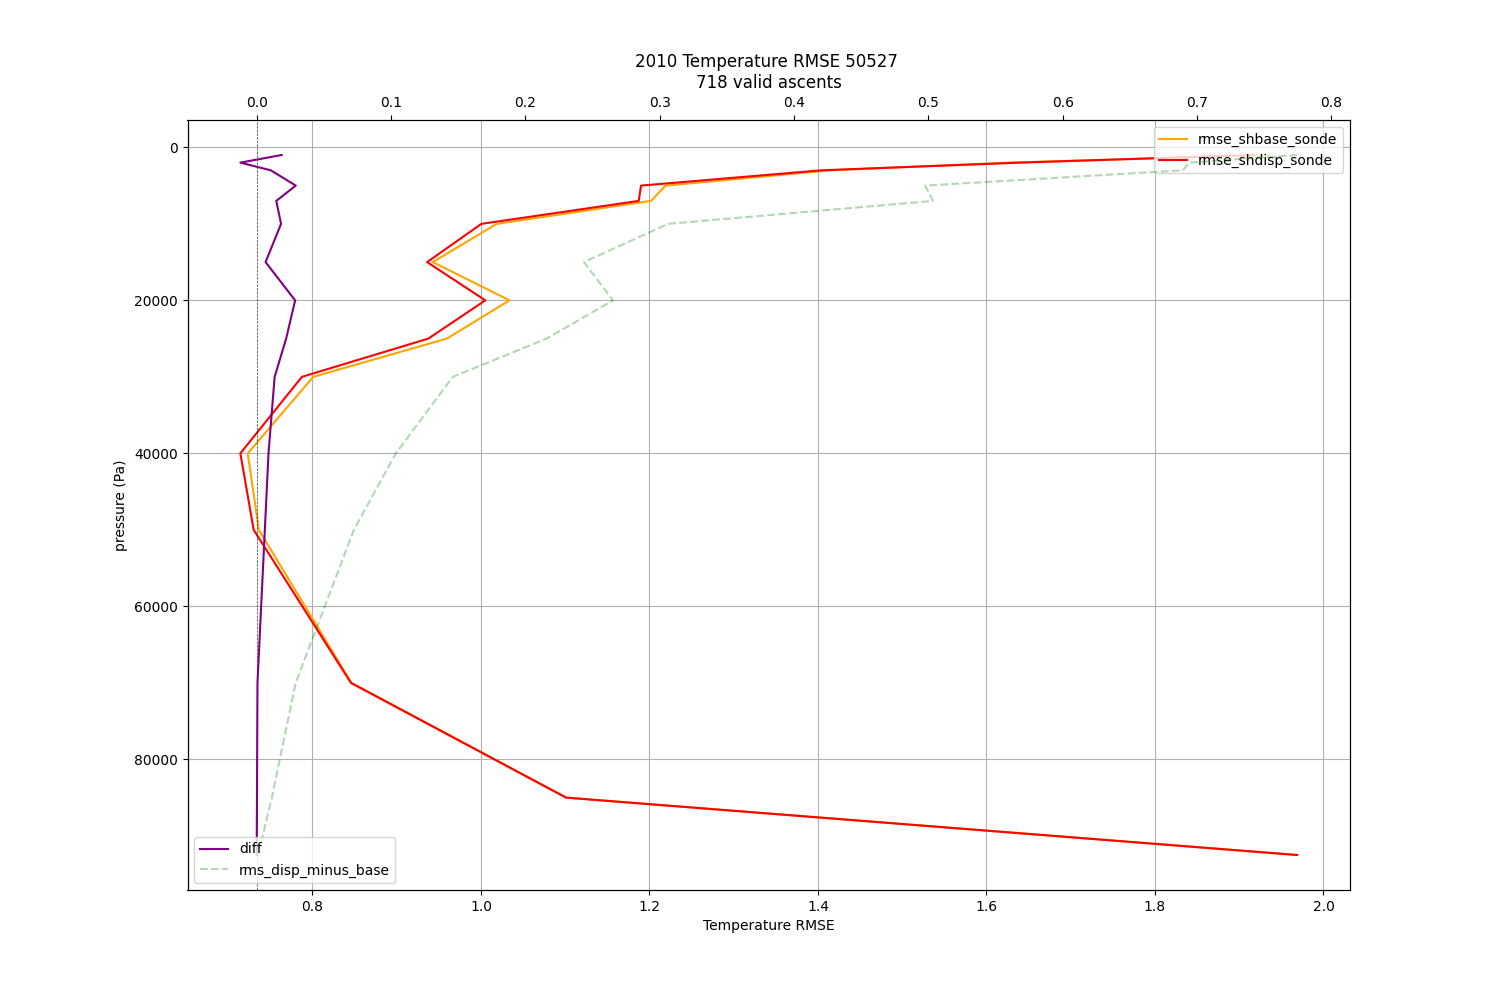 2010 Temperature RMSE 50527
718 valid ascents
0.0 0.1 0.2 0.3 0.4 0.5 0.6 0.7 0.8
rmse_shbase_sonde
rmse_shdisp_sonde
0
20000
40000
60000
80000
pressure (Pa)
diff
rms_disp_minus_base
0.8 1.0 1.2 1.4 1.6 1.8 2.0
Temperature RMSE